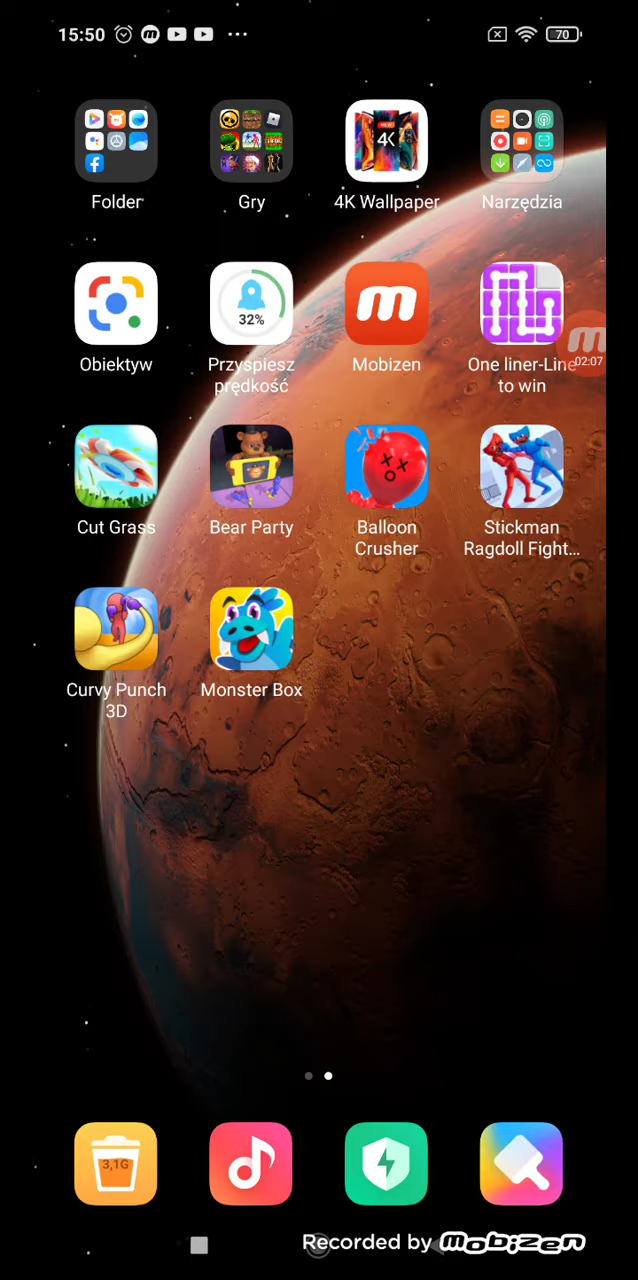 15:50
70
Folder
Gry
4K
4K Wallpaper
Narzędzia
32%
02:07
Obiektyw
Przyspiesz
prędkość
Mobizen
One liner-Line
to win
Cut Grass
Bear Party
Balloon
Crusher
Stickman
Ragdoll Fight...
Curvy Punch
3D
Monster Box
3,1G
Recorded by mobizen